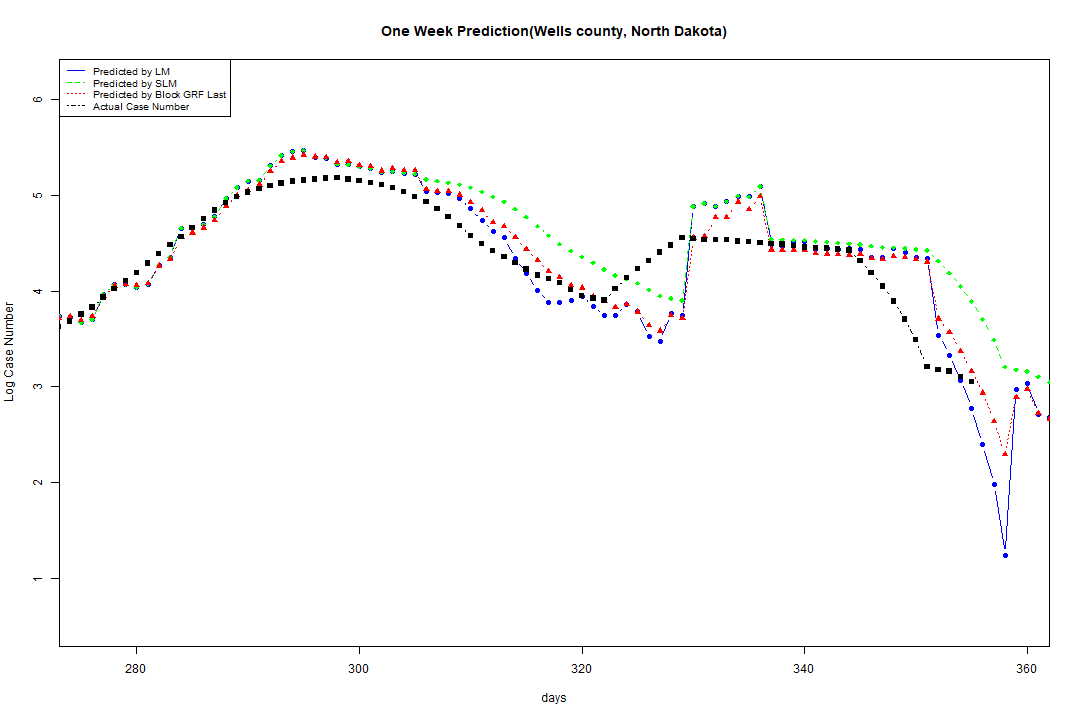 One Week Prediction(Wells county, North Dakota)
Predicted by LM
Predicted by SLM
Predicted by Block GRF Last
Actual Case Number
6
5
4
3
2
1
Log Case Number
280 300 320 340 360
days